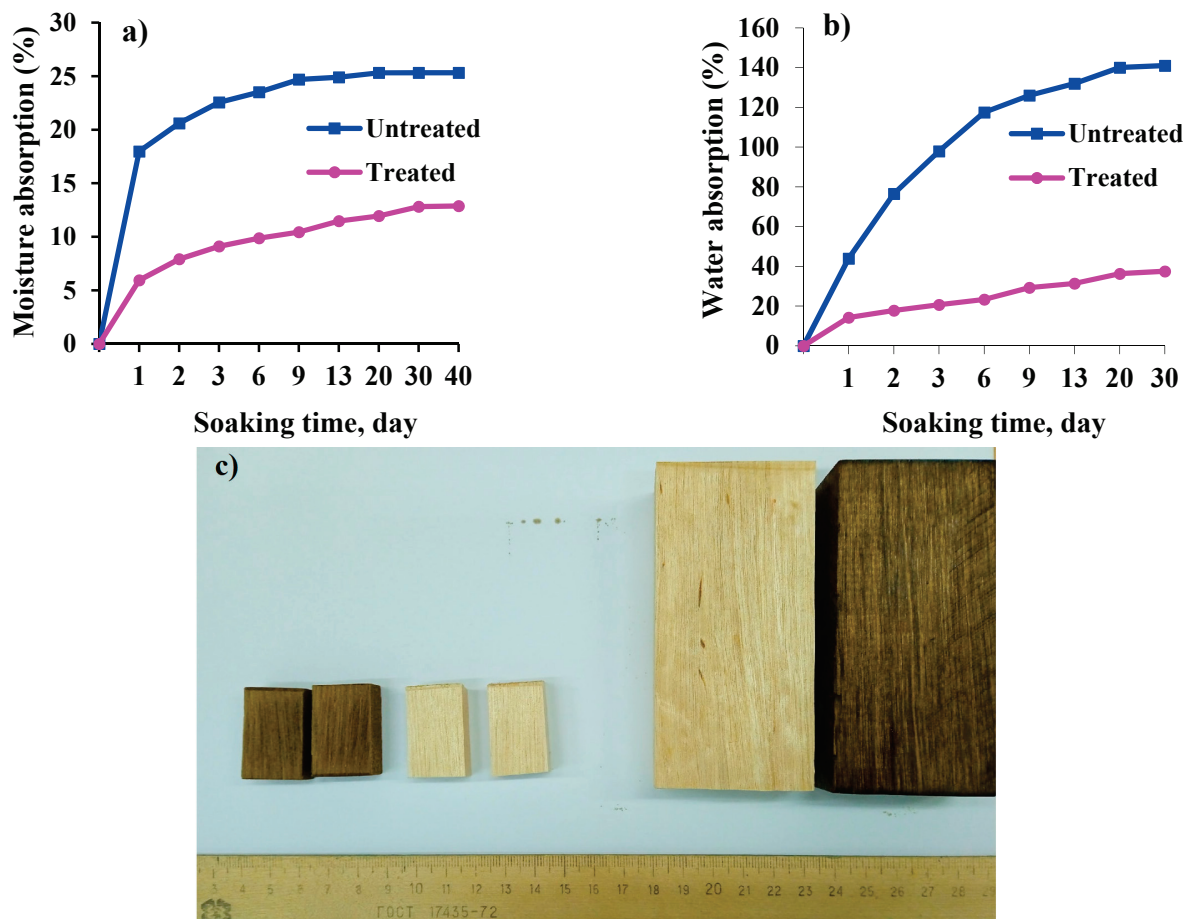 a)
Moisture absorption (%)
30
25
20
15
10
5
0
Untreated
Treated
1 2 3 6 9 13 20 30 40
Soaking time, day
b)
Water absorption (%)
160
140
120
100
80
60
40
20
0
Untreated
Treated
1 2 3 6 9 13 20 30
Soaking time, day
c)
3 4 5 6 7 8 9 10 11 12 13 14 15 16 17 18 19 20 21 22 23 24 25 26 27 28 29
ГОСТ 17435-72